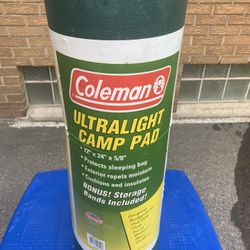 Coleman
ULTRALIGHT
CAMP PAD
• 72" x 24" x 5/8"
• Protects sleeping bag
• Exterior repels moisture
• Cushions and insulates
BONUS! Storage
Bands Included!